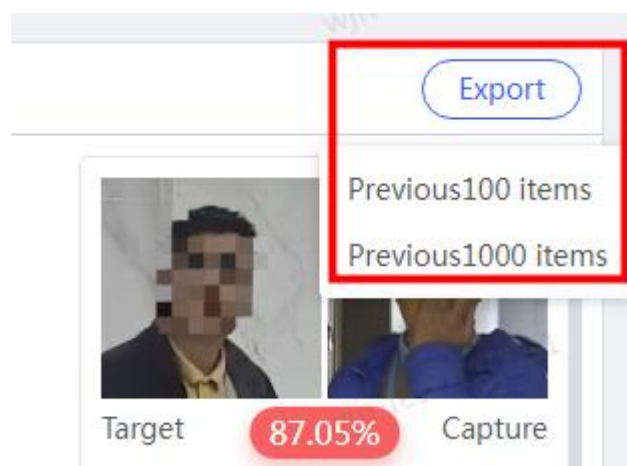 Export
Previous100 items
Previous1000 items
Target
87.05%
Capture